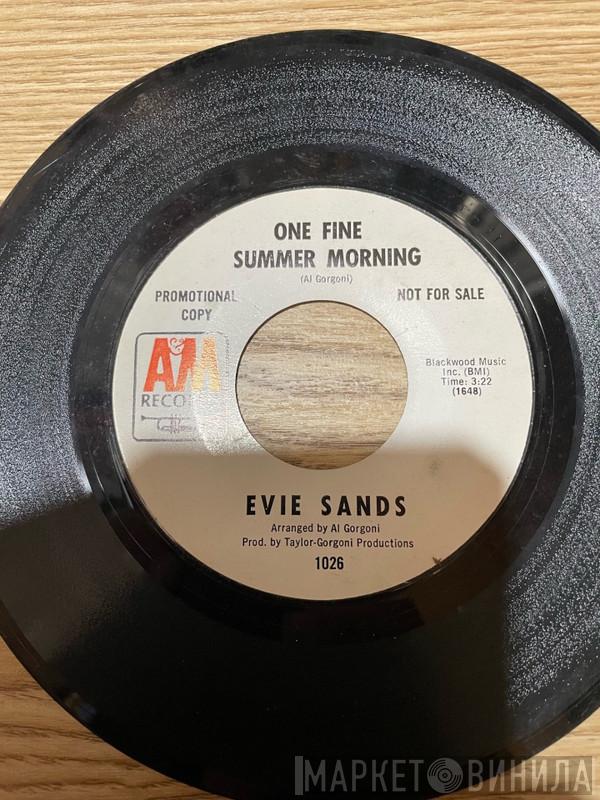 ONE FINE
SUMMER MORNING
(Al Gorgoni)
PROMOTIONAL
COPY
NOT FOR SALE
A&M
RECORDS
Blackwood Music
Inc. (BMI)
Time: 3:22
(1648)
EVIE SANDS
Arranged by Al Gorgoni
Prod. by Taylor-Gorgoni Productions
1026
МАРКЕТ ВИНИЛА